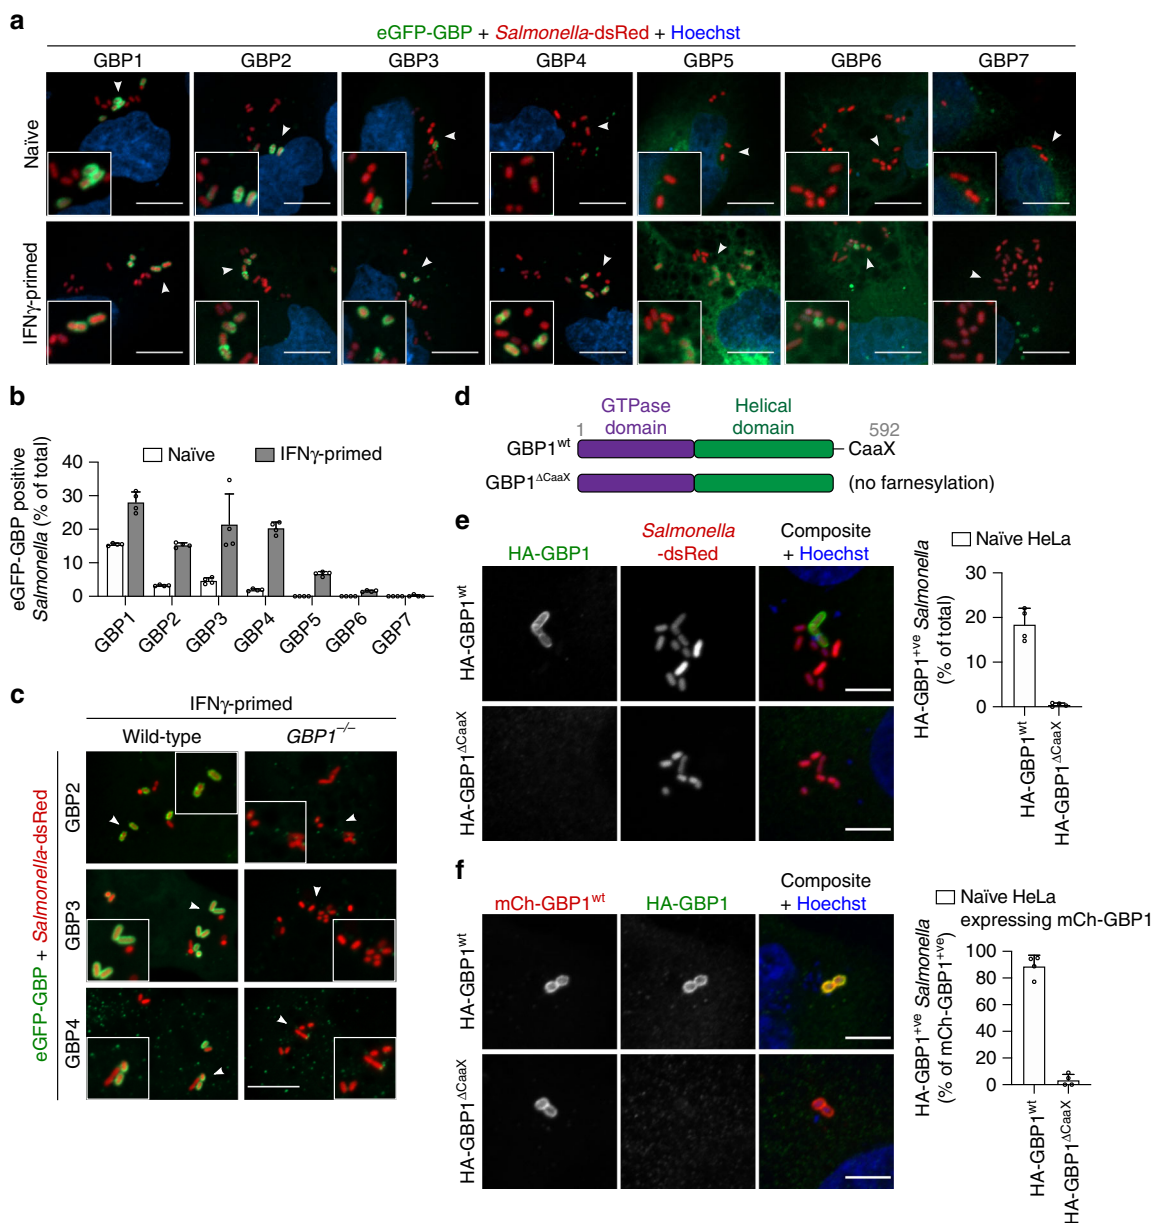 a
eGFP-GBP + Salmonella-dsRed + Hoechst
GBP1 GBP2 GBP3 GBP4 GBP5 GBP6 GBP7
Naïve
IFNγ-primed
b
eGFP-GBP positive
Salmonella (% of total)
Naïve IFNγ-primed
40
30
20
10
0
GBP1 GBP2 GBP3 GBP4 GBP5 GBP6 GBP7
c
IFNγ-primed
Wild-type GBP1–/–
eGFP-GBP + Salmonella-dsRed
GBP2
GBP3
GBP4
d
GTPase
domain
Helical
domain
1 592
GBP1wt CaaX
GBP1ΔCaaX (no farnesylation)
e
HA-GBP1
Salmonella
-dsRed
Composite
+ Hoechst
HA-GBP1wt
HA-GBP1ΔCaaX
Naïve HeLa
HA-GBP1+ve Salmonella
(% of total)
30
20
10
0
HA-GBP1wt
HA-GBP1ΔCaaX
f
mCh-GBP1wt
HA-GBP1
Composite
+ Hoechst
HA-GBP1wt
HA-GBP1ΔCaaX
Naïve HeLa
expressing mCh-GBP1
HA-GBP1+ve Salmonella
(% of mCh-GBP1+ve)
100
80
60
40
20
0
HA-GBP1wt
HA-GBP1ΔCaaX